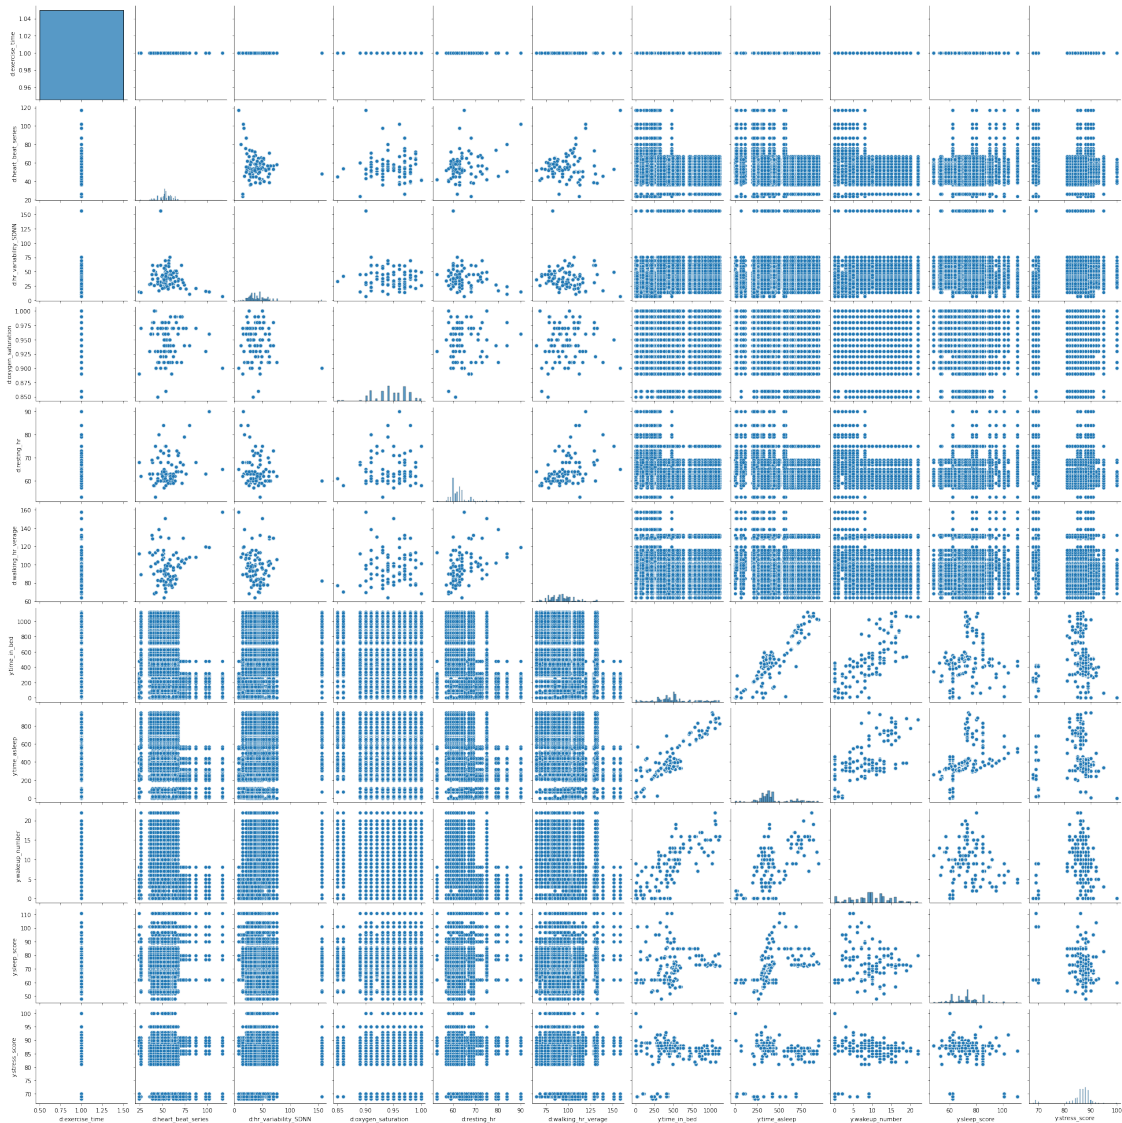 1.04
1.02
1.00
0.98
0.96
d:exercise_time
120
100
80
60
40
20
d:heart_beat_series
150
100
50
0
d:hr_variability_SDNN
1.000
0.975
0.950
0.925
0.900
0.875
0.850
d:oxygen_saturation
90
80
70
60
d:resting_hr
160
140
120
100
80
60
d:walking_hr_verage
1000
800
600
400
200
0
y:time_in_bed
800
600
400
200
0
y:time_asleep
20
15
10
5
0
y:wakeup_number
110
100
90
80
70
60
50
y:sleep_score
100
95
90
85
80
75
70
y:stress_score
0.50 0.75 1.00 1.25 1.50
25 50 75 100
0 50 100 150
0.85 0.90 0.95 1.00
60 70 80 90
75 100 125 150
0 250 500 750 1000
0 250 500 750
0 10 20
60 80 100
70 80 90 100
d:exercise_time d:heart_beat_series d:hr_variability_SDNN d:oxygen_saturation d:resting_hr d:walking_hr_verage y:time_in_bed y:time_asleep y:wakeup_number y:sleep_score y:stress_score